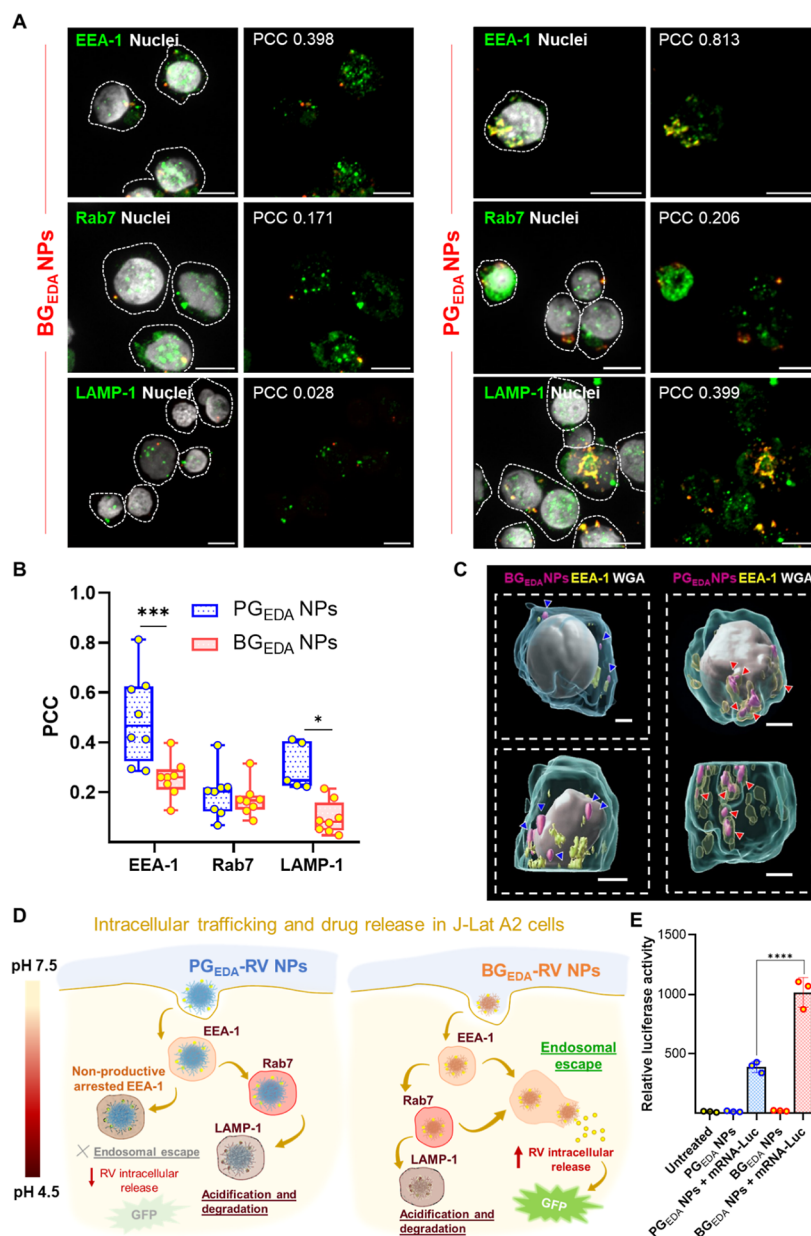 A
EEA-1 Nuclei
PCC 0.398
EEA-1 Nuclei
PCC 0.813
Rab7 Nuclei
PCC 0.171
Rab7 Nuclei
PCC 0.206
LAMP-1 Nuclei
PCC 0.028
LAMP-1 Nuclei
PCC 0.399
BGEDA NPs
PGEDA NPs
B
1.0
0.8
0.6
0.4
0.2
PCC
***
*
PGEDA NPs
BGEDA NPs
EEA-1
Rab7
LAMP-1
C
BGEDANPs EEA-1 WGA
PGEDANPs EEA-1 WGA
D
Intracellular trafficking and drug release in J-Lat A2 cells
pH 7.5
pH 4.5
PGEDA-RV NPs
EEA-1
Non-productive
arrested EEA-1
Rab7
LAMP-1
Endosomal escape
RV intracellular
release
GFP
Acidification and
degradation
BGEDA-RV NPs
EEA-1
Endosomal
escape
Rab7
LAMP-1
RV intracellular
release
GFP
Acidification and
degradation
E
Relative luciferase activity
1500
1000
500
****
Untreated
PGEDA NPs
PGEDA NPs + mRNA-Luc
BGEDA NPs
BGEDA NPs + mRNA-Luc